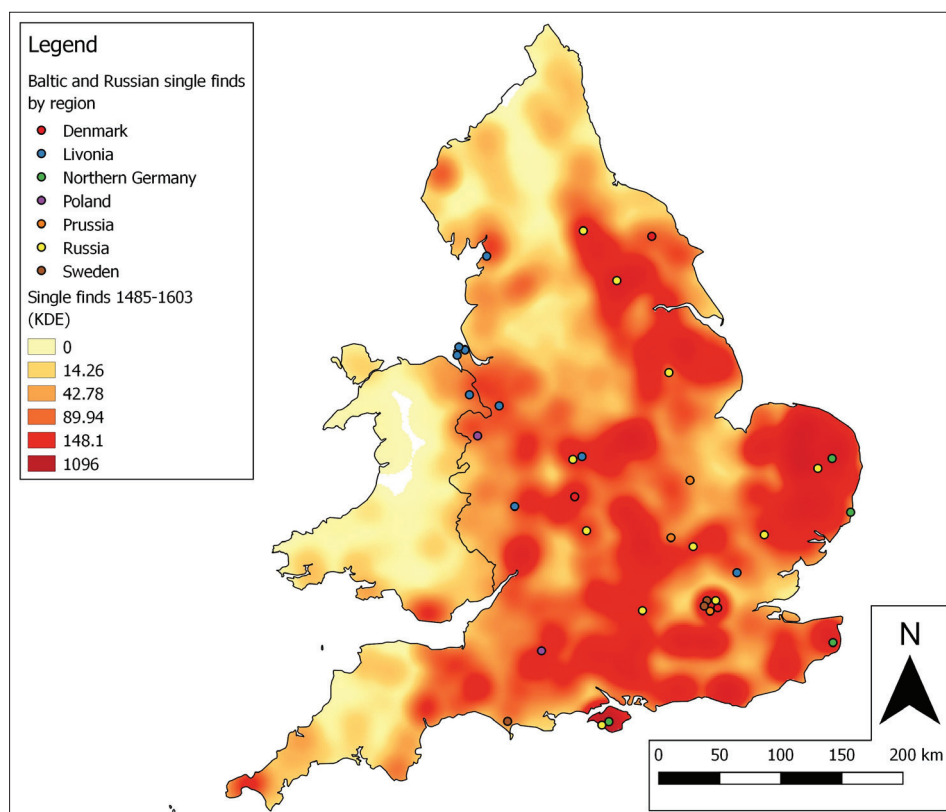 Legend
Baltic and Russian single finds
by region
Denmark
Livonia
Northern Germany
Poland
Prussia
Russia
Sweden
Single finds 1485-1603
(KDE)
0
14.26
42.78
89.94
148.1
1096
N
0 50 100 150 200 km